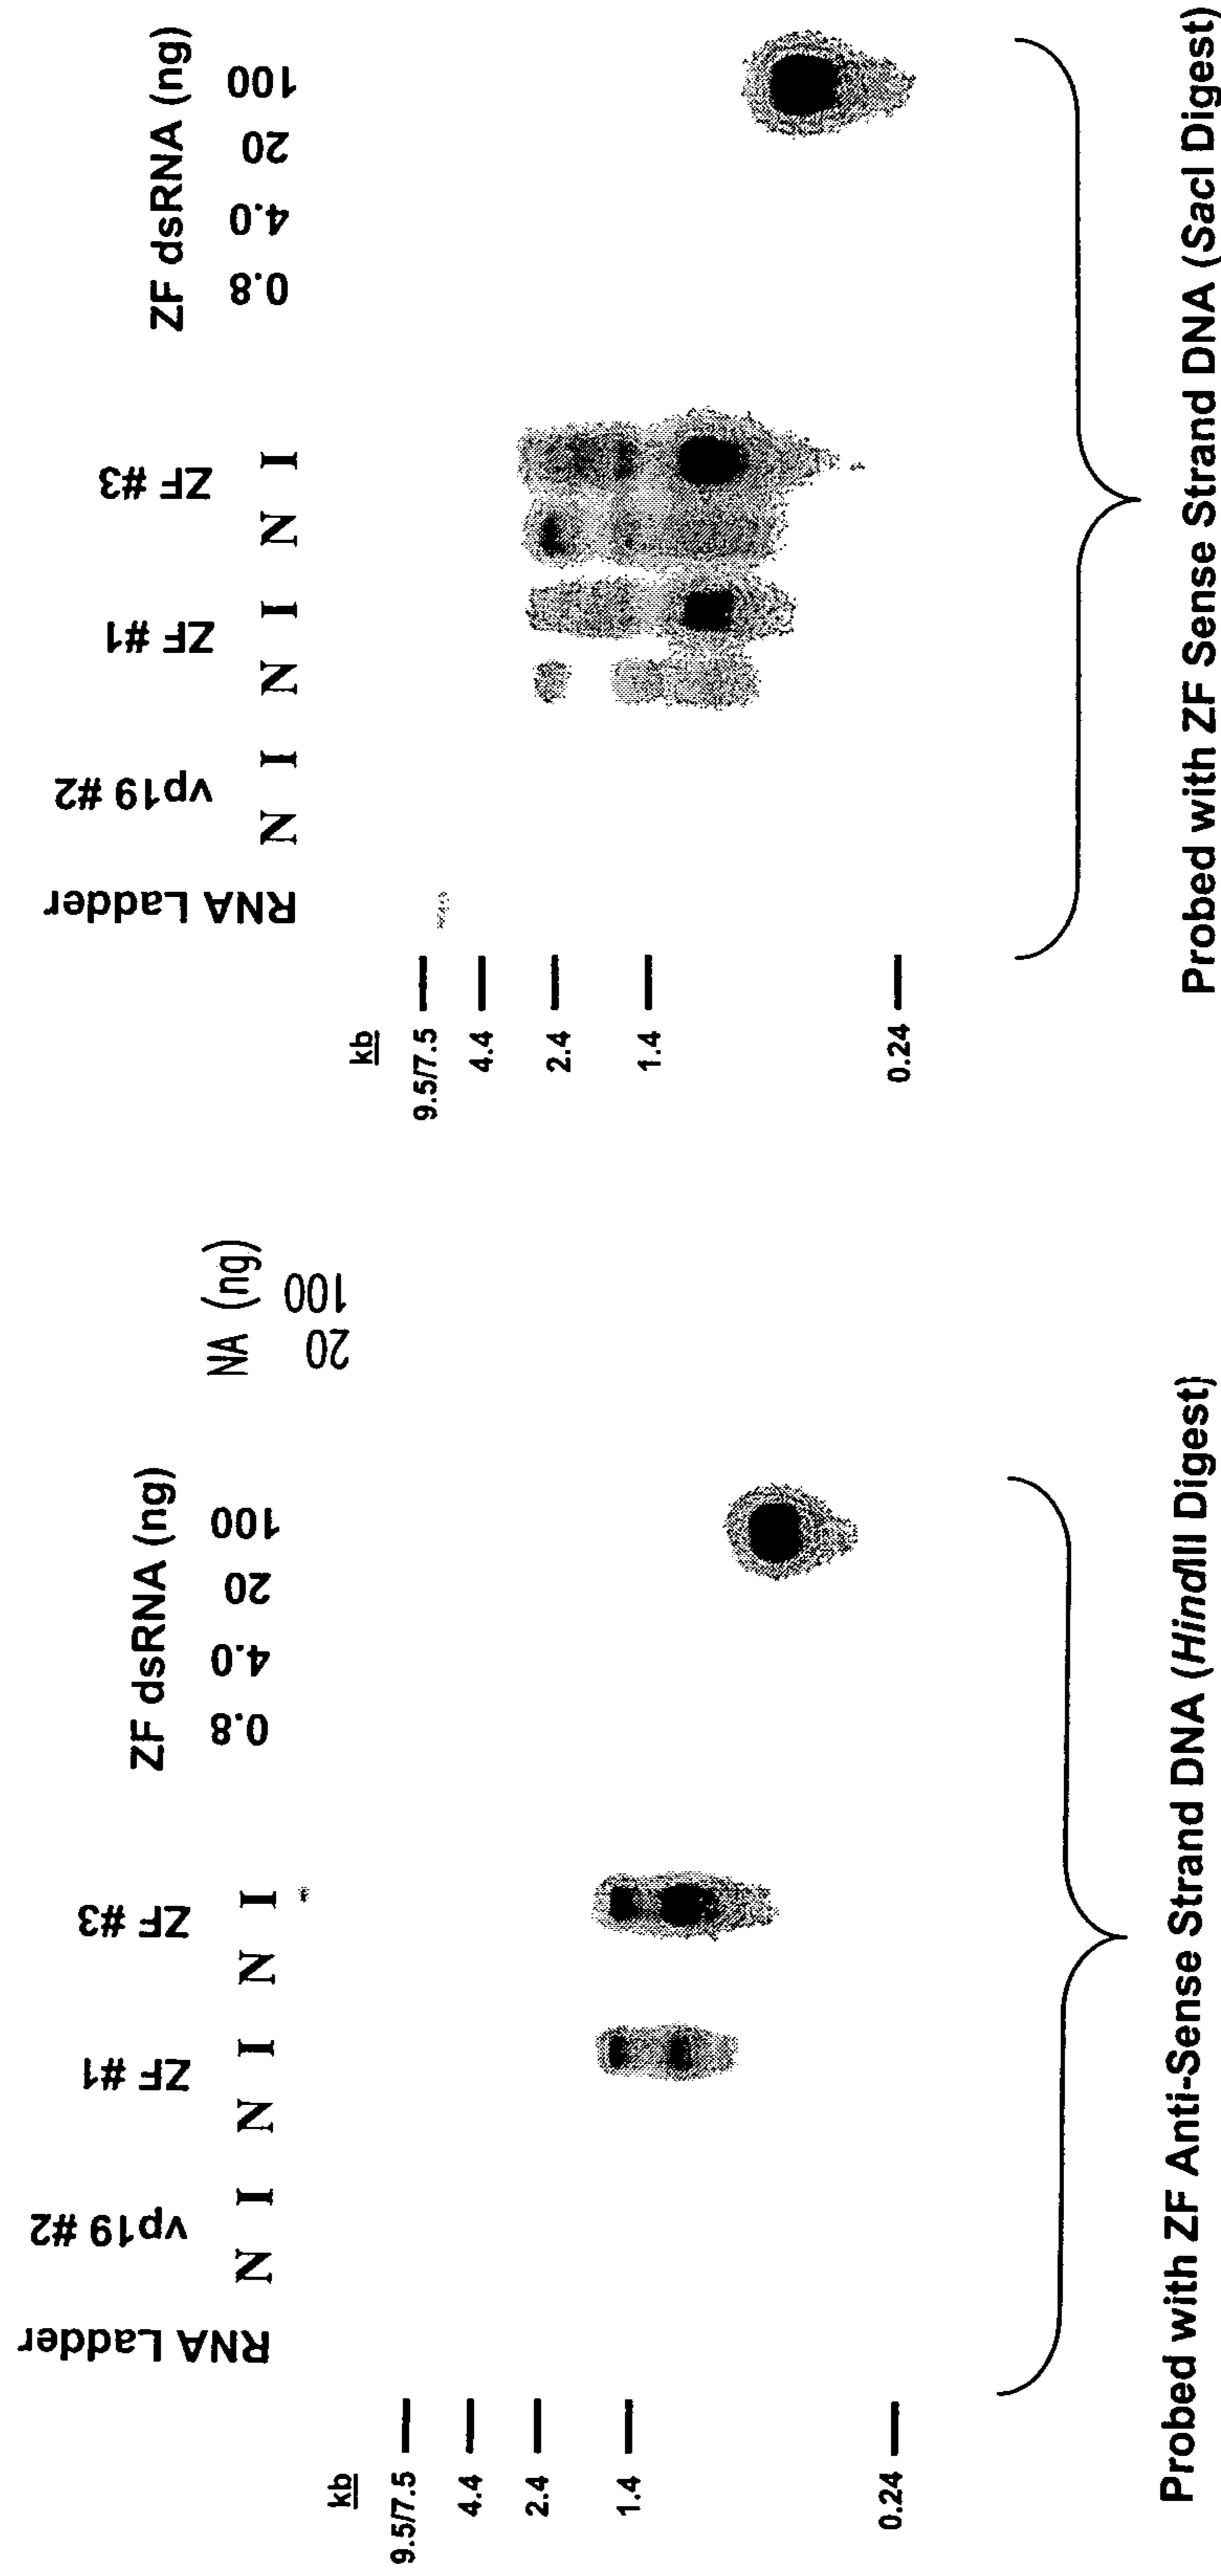 ZF dsRNA (ng)
0.8 4.0 20 100
NA (ng)
20 100
vp19 #2 ZF #1 ZF #3
RNA Ladder N I N I N I
kb
9.5/7.5
4.4
2.4
1.4
0.24
Probed with ZF Anti-Sense Strand DNA (HindIII Digest)
ZF dsRNA (ng)
0.8 4.0 20 100
vp19 #2 ZF #1 ZF #3
RNA Ladder N I N I N I
kb
9.5/7.5
4.4
2.4
1.4
0.24
Probed with ZF Sense Strand DNA (SacI Digest)